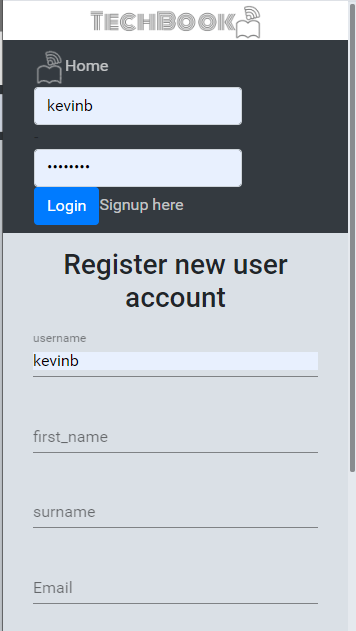 TECHBOOK
Home
kevinb
-
••••••••
Login Signup here
Register new user
account
username
kevinb
first_name
surname
Email